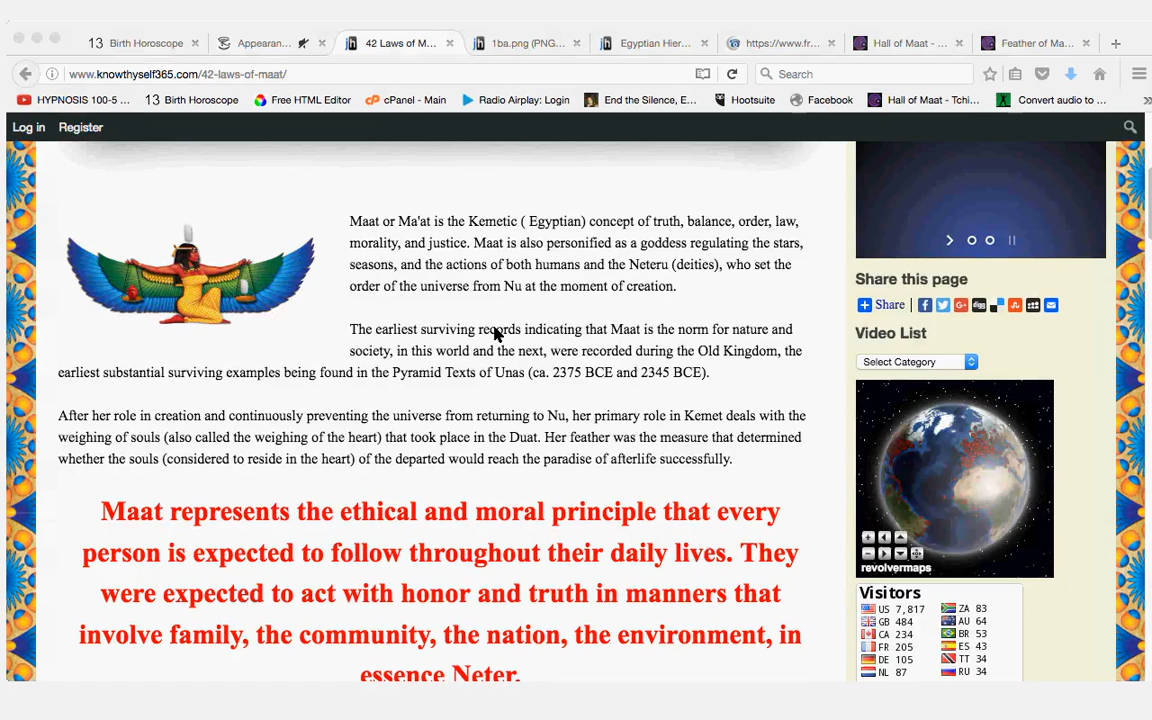 13 Birth Horoscope × Appearan... × 42 Laws of M... × 1ba.png (PNG... × Egyptian Hier... × https://www.fr... × Hall of Maat - ... × Feather of Ma... × +
www.knowthyself365.com/42-laws-of-maat/ Search
HYPNOSIS 100-5 ... 13 Birth Horoscope Free HTML Editor cPanel - Main Radio Airplay: Login End the Silence, E... Hootsuite Facebook Hall of Maat - Tchi... Convert audio to ... »
Log in Register
Maat or Ma'at is the Kemetic ( Egyptian) concept of truth, balance, order, law,
morality, and justice. Maat is also personified as a goddess regulating the stars,
seasons, and the actions of both humans and the Neteru (deities), who set the
order of the universe from Nu at the moment of creation.
The earliest surviving records indicating that Maat is the norm for nature and
society, in this world and the next, were recorded during the Old Kingdom, the
earliest substantial surviving examples being found in the Pyramid Texts of Unas (ca. 2375 BCE and 2345 BCE).
After her role in creation and continuously preventing the universe from returning to Nu, her primary role in Kemet deals with the
weighing of souls (also called the weighing of the heart) that took place in the Duat. Her feather was the measure that determined
whether the souls (considered to reside in the heart) of the departed would reach the paradise of afterlife successfully.
Maat represents the ethical and moral principle that every
person is expected to follow throughout their daily lives. They
were expected to act with honor and truth in manners that
involve family, the community, the nation, the environment, in
essence Neter.
Share this page
Share
Video List
Select Category
revolvermaps
Visitors
US 7,817 ZA 83
GB 484 AU 64
CA 234 BR 53
FR 205 ES 43
DE 105 TT 34
NL 87 RU 34